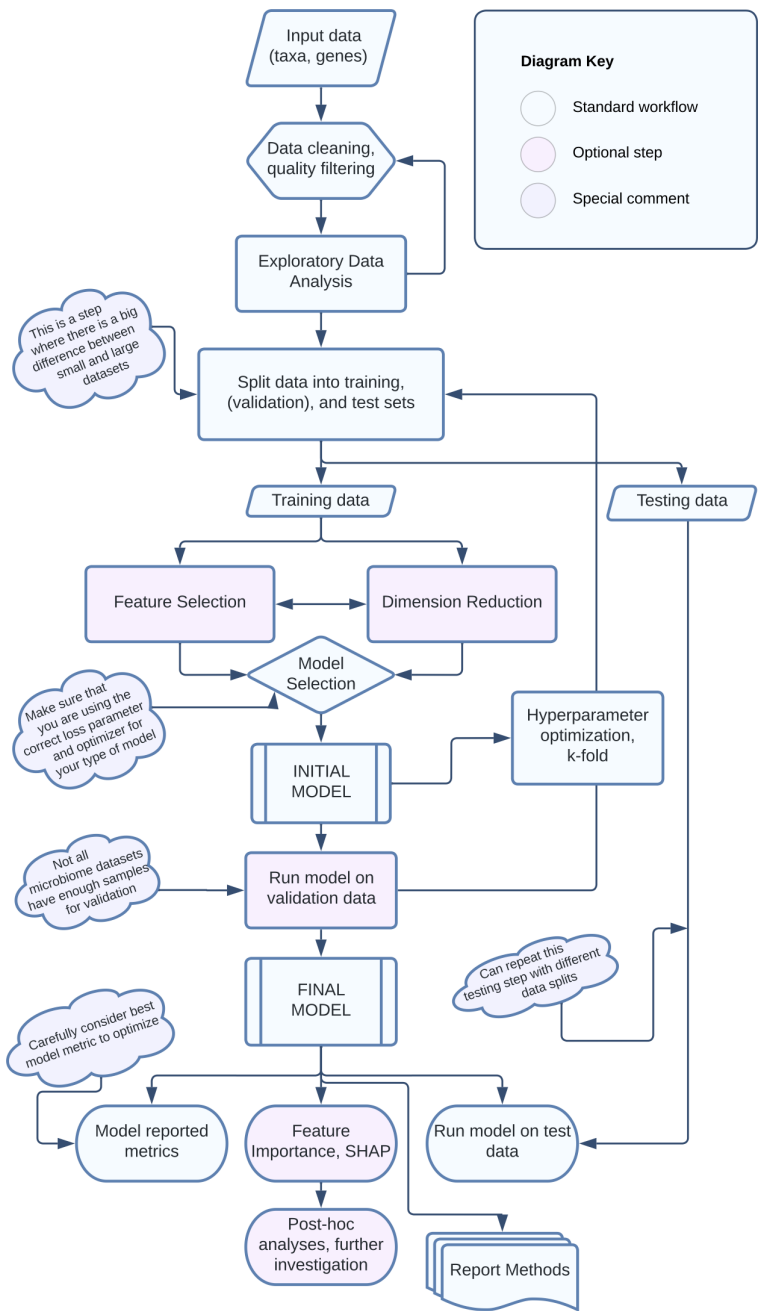 Input data
(taxa, genes)
Diagram Key
Standard workflow
Optional step
Special comment
Data cleaning,
quality filtering
Exploratory Data
Analysis
This is a step
where there is a big
difference between
small and large
datasets
Split data into training,
(validation), and test sets
Training data
Testing data
Feature Selection
Dimension Reduction
Model
Selection
Make sure that
you are using the
correct loss parameter
and optimizer for
your type of model
Hyperparameter
optimization,
k-fold
INITIAL
MODEL
Not all
microbiome datasets
have enough samples
for validation
Run model on
validation data
Can repeat this
testing step with different
data splits
FINAL
MODEL
Carefully consider best
model metric to optimize
Model reported
metrics
Feature
Importance, SHAP
Run model on test
data
Post-hoc
analyses, further
investigation
Report Methods